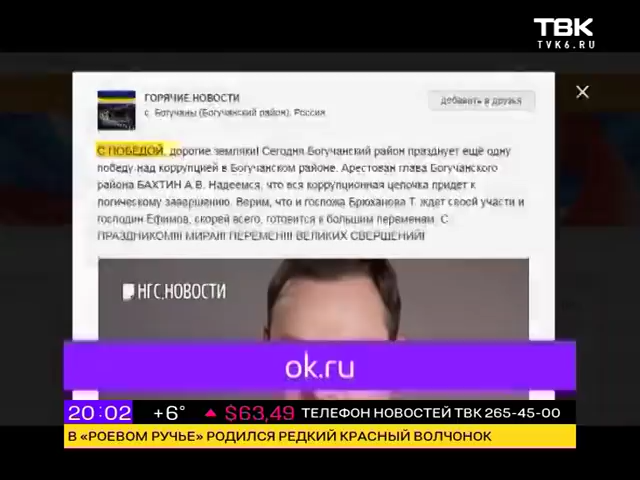 ТВК
TVK6.RU
ГОРЯЧИЕ НОВОСТИ
с. Богучаны (Богучанский район), Россия
добавить в друзья
С ПОБЕДОЙ, дорогие земляки! Сегодня Богучанский район празднует ещё одну
победу над коррупцией в Богучанском районе. Арестован глава Богучанского
района БАХТИН А.В. Надеемся, что вся коррупционная цепочка придет к
логическому завершению. Верим, что и госпожа Брюханова Т. ждет своей участи и
господин Ефимов, скорей всего, готовится к большим переменам. С
ПРАЗДНИКОМ!!! МИРА!!! ПЕРЕМЕН!!! ВЕЛИКИХ СВЕРШЕНИЙ!
НГС.НОВОСТИ
ok.ru
20:02 +6° $63,49 ТЕЛЕФОН НОВОСТЕЙ ТВК 265-45-00
В «РОЕВОМ РУЧЬЕ» РОДИЛСЯ РЕДКИЙ КРАСНЫЙ ВОЛЧОНОК